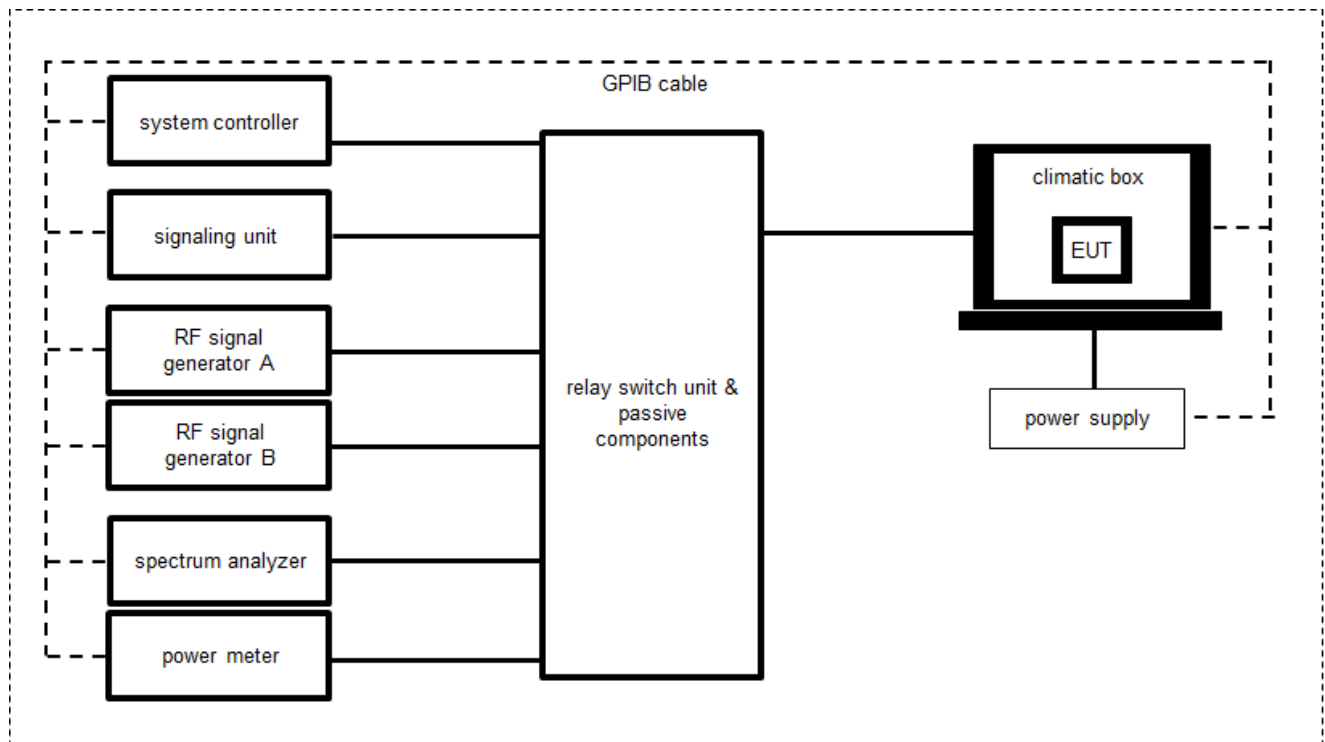 GPIB cable
system controller
signaling unit
RF signal
generator A
RF signal
generator B
spectrum analyzer
power meter
relay switch unit &
passive
components
climatic box
EUT
power supply